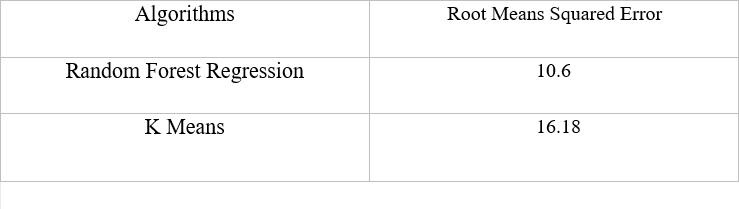 Algorithms Root Means Squared Error
Random Forest Regression 10.6
K Means 16.18